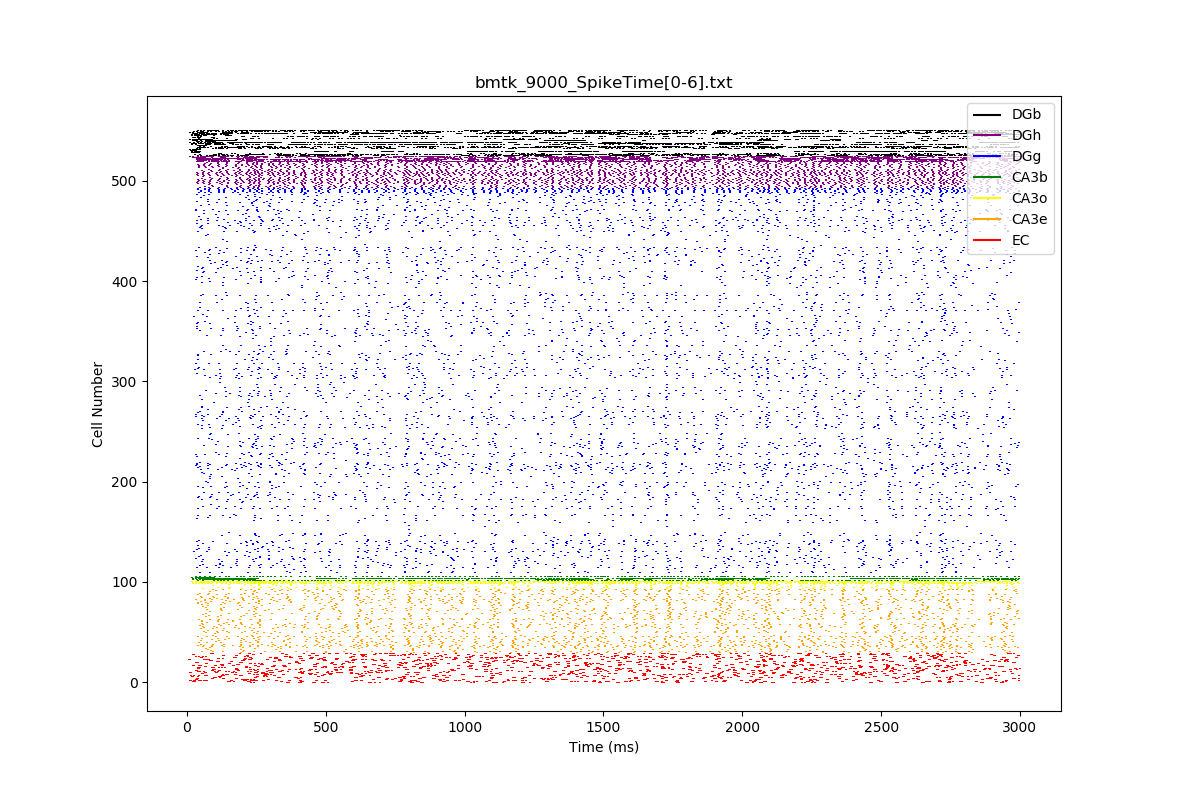 bmtk_9000_SpikeTime[0-6].txt
DGb
DGh
DGg
CA3b
CA3o
CA3e
EC
Cell Number
500
400
300
200
100
0
0 500 1000 1500 2000 2500 3000
Time (ms)